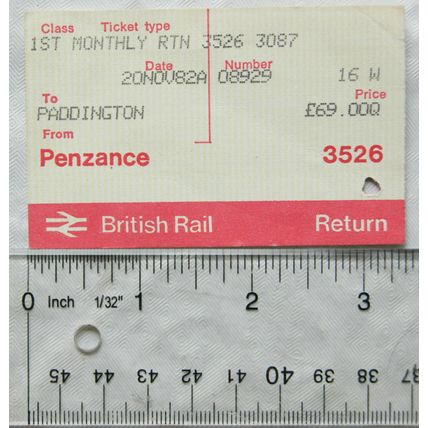 Class Ticket type
1ST MONTHLY RTN 3526 3087
Date Number
20NOV82A 08929 16 W
To Price
PADDINGTON £69.00Q
From
Penzance 3526
British Rail Return
0 Inch 1/32" 1 2 3
45 44 43 42 41 40 39 38 37